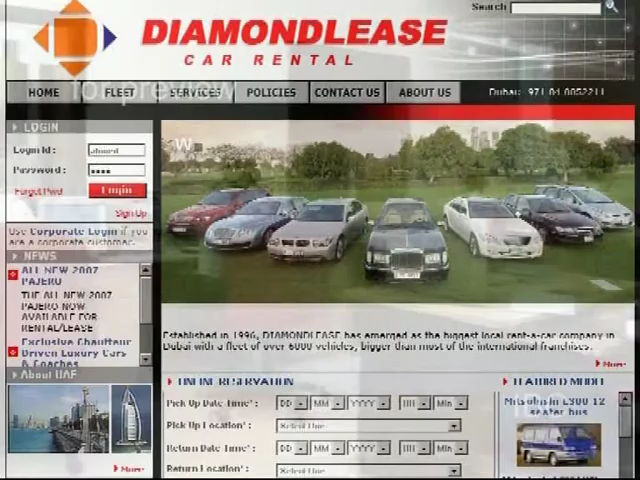 Search
DIAMONDLEASE
CAR RENTAL
for preview
HOME FLEET SERVICES POLICIES CONTACT US ABOUT US
LOGIN
Login Id :
Password :
Forgot Pwd Login
Sign Up
Use Corporate Login if you
are a corporate customer.
NEWS
ALL NEW 2007
PAJERO
THE ALL NEW 2007
PAJERO NOW
AVAILABLE FOR
RENTAL/LEASE
Exclusive Chauffeur
Driven Luxury Cars
& Coaches
About UAE
More
Established in 1996, DIAMONDLEASE has emerged as the biggest local rent-a-car company in
Dubai with a fleet of over 6000 vehicles, bigger than most of the international franchises.
More
ONLINE RESERVATION
Pick Up Date Time* : DD MM YYYY HH Min
Pick Up Location* : Select One
Return Date Time* : DD MM YYYY HH Min
Return Location* : Select One
FEATURED MODEL
Mitsubishi L300 12
seater bus